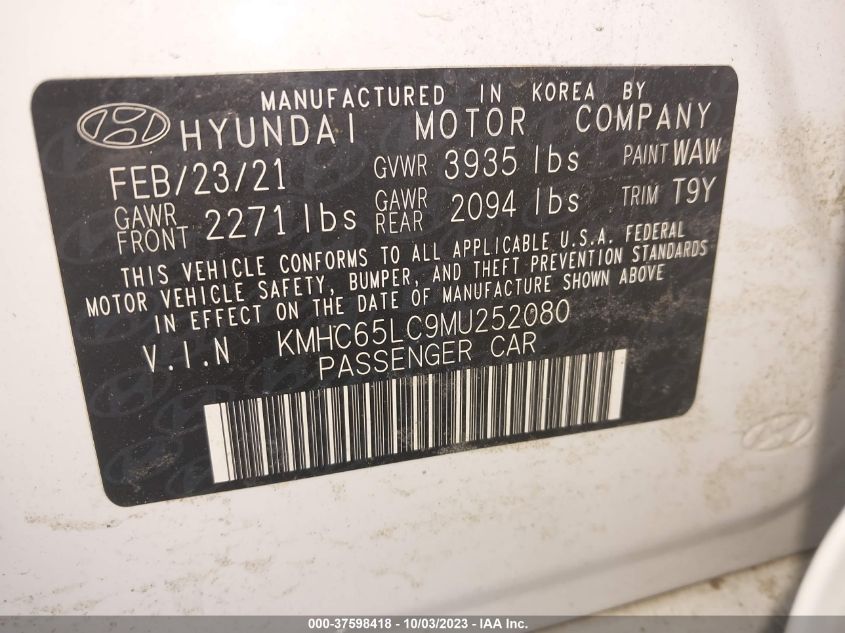 MANUFACTURED IN KOREA BY
HYUNDAI MOTOR COMPANY
FEB/23/21 GVWR 3935 lbs PAINT WAW
GAWR FRONT 2271 lbs GAWR REAR 2094 lbs TRIM T9Y
THIS VEHICLE CONFORMS TO ALL APPLICABLE U.S.A. FEDERAL
MOTOR VEHICLE SAFETY, BUMPER, AND THEFT PREVENTION STANDARDS
IN EFFECT ON THE DATE OF MANUFACTURE SHOWN ABOVE
V.I.N KMHC65LC9MU252080
PASSENGER CAR
000-37598418 - 10/03/2023 - IAA Inc.